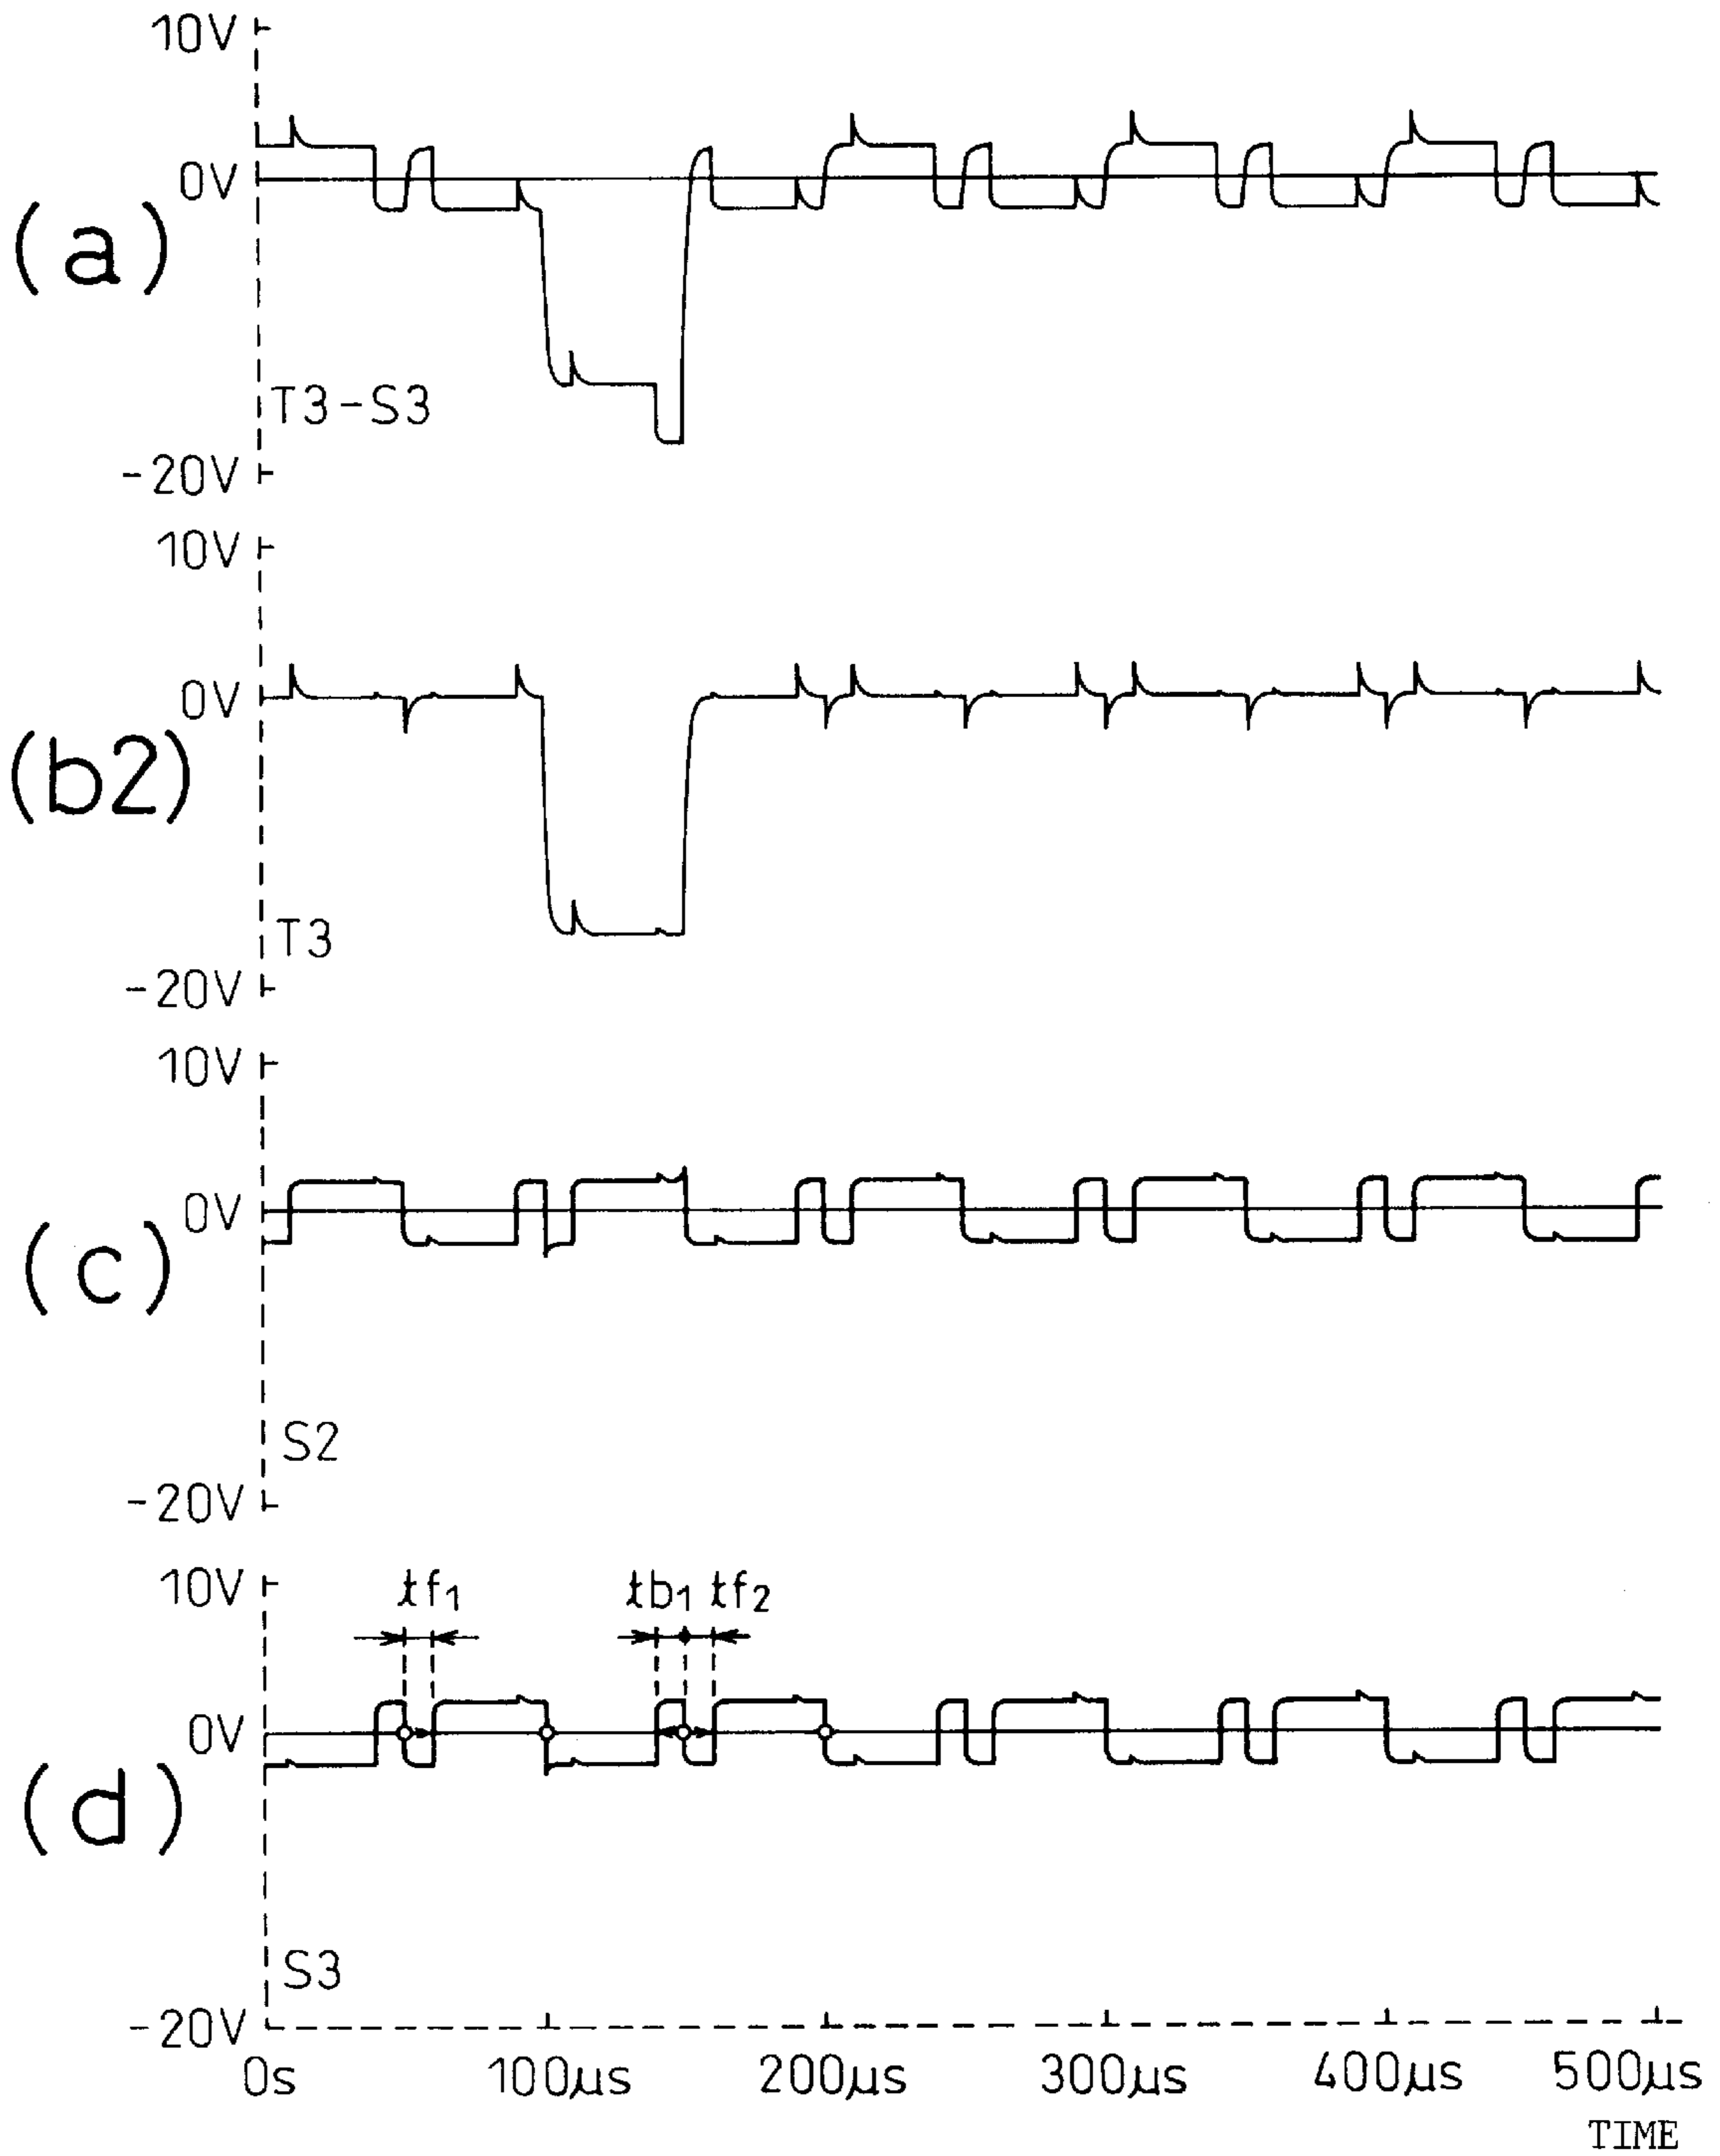 10V
0V
(a)
T3-S3
-20V
10V
0V
(b2)
T3
-20V
10V
0V
(c)
S2
-20V
10V
tf1 tb1 tf2
0V
(d)
S3
-20V
0s 100μs 200μs 300μs 400μs 500μs
TIME